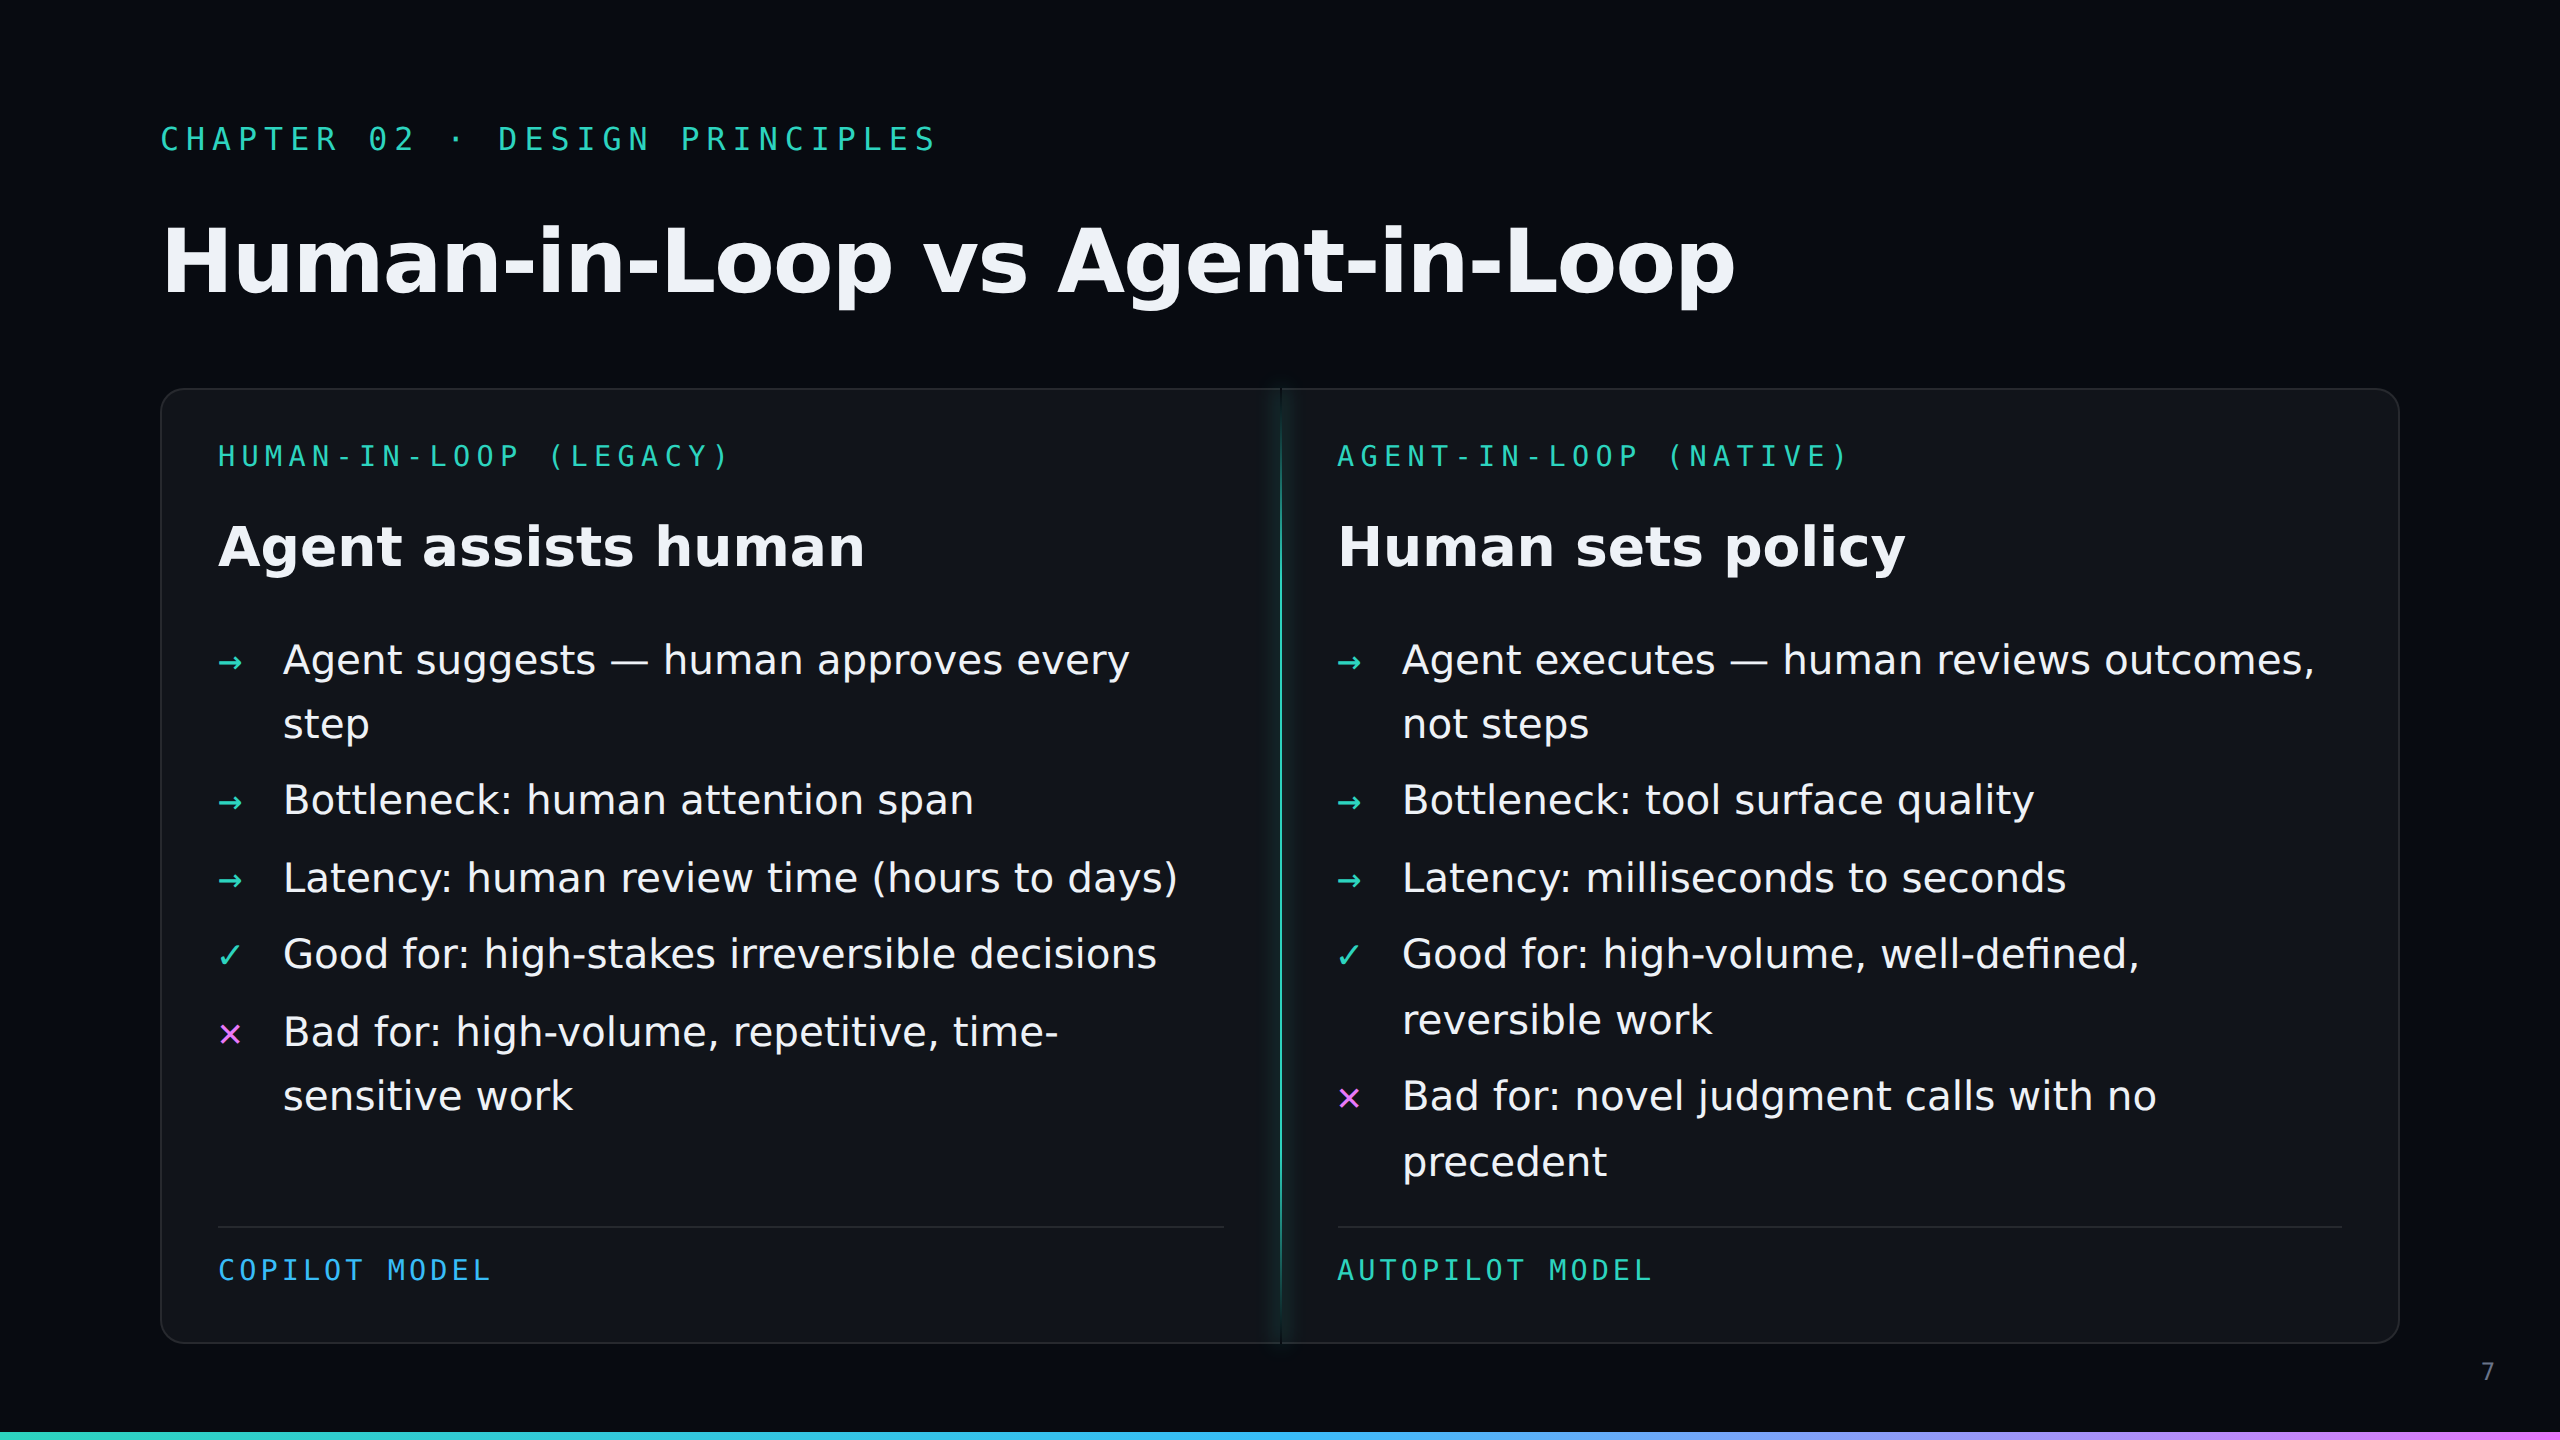 CHAPTER 02 · DESIGN PRINCIPLES
Human-in-Loop vs Agent-in-Loop
HUMAN-IN-LOOP (LEGACY)
Agent assists human
→ Agent suggests — human approves every
step
→ Bottleneck: human attention span
→ Latency: human review time (hours to days)
✓ Good for: high-stakes irreversible decisions
✕ Bad for: high-volume, repetitive, time-
sensitive work
COPILOT MODEL
AGENT-IN-LOOP (NATIVE)
Human sets policy
→ Agent executes — human reviews outcomes,
not steps
→ Bottleneck: tool surface quality
→ Latency: milliseconds to seconds
✓ Good for: high-volume, well-defined,
reversible work
✕ Bad for: novel judgment calls with no
precedent
AUTOPILOT MODEL
7